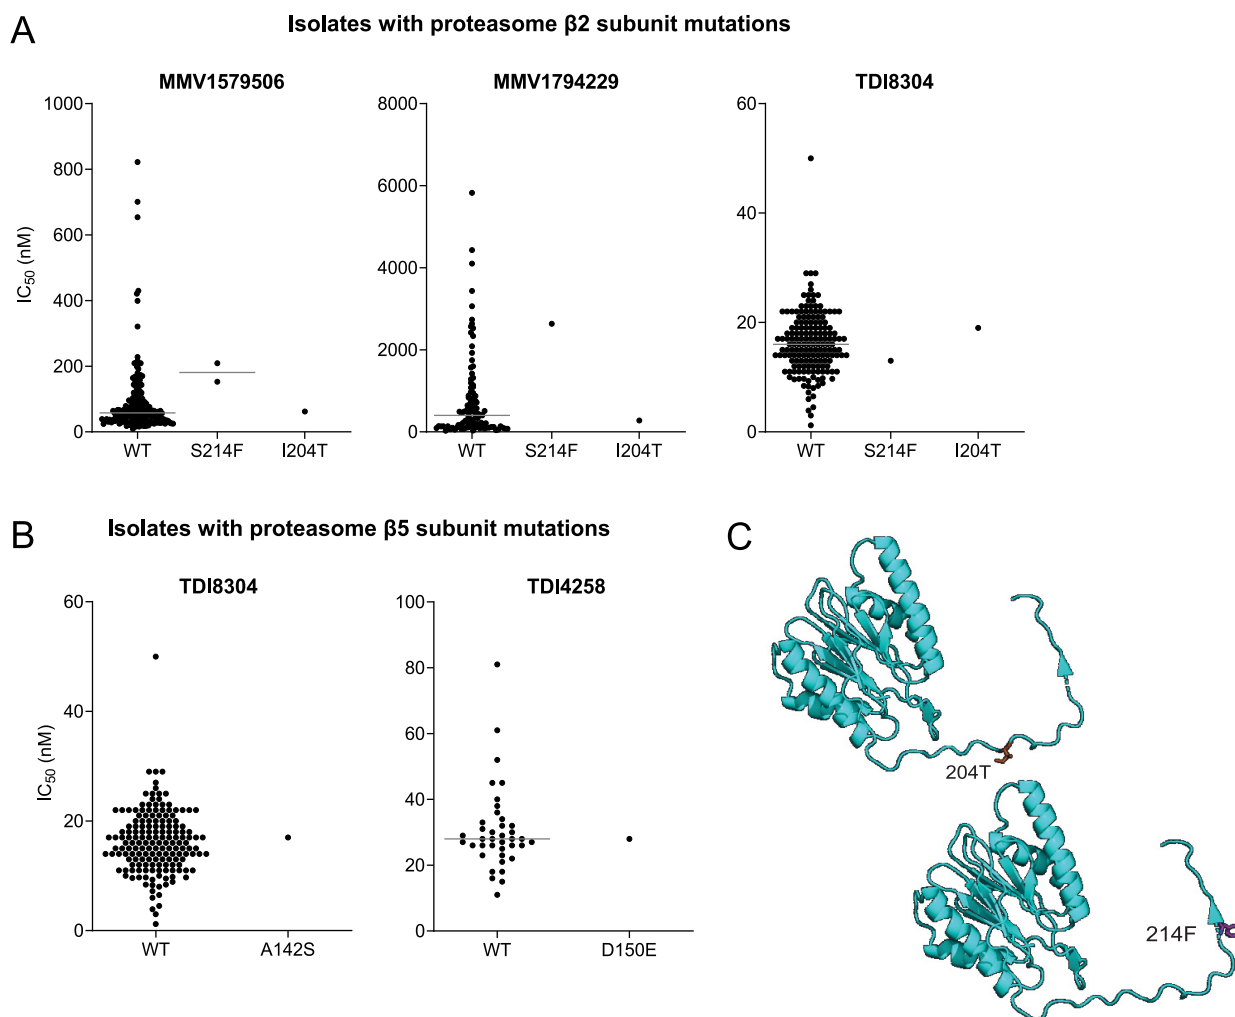 A
Isolates with proteasome β2 subunit mutations
MMV1579506
MMV1794229
TDI8304
IC50 (nM)
1000
800
600
400
200
0
WT
S214F
I204T
8000
6000
4000
2000
0
WT
S214F
I204T
60
40
20
0
WT
S214F
I204T
B
Isolates with proteasome β5 subunit mutations
TDI8304
TDI4258
IC50 (nM)
60
40
20
0
WT
A142S
100
80
60
40
20
0
WT
D150E
C
204T
214F